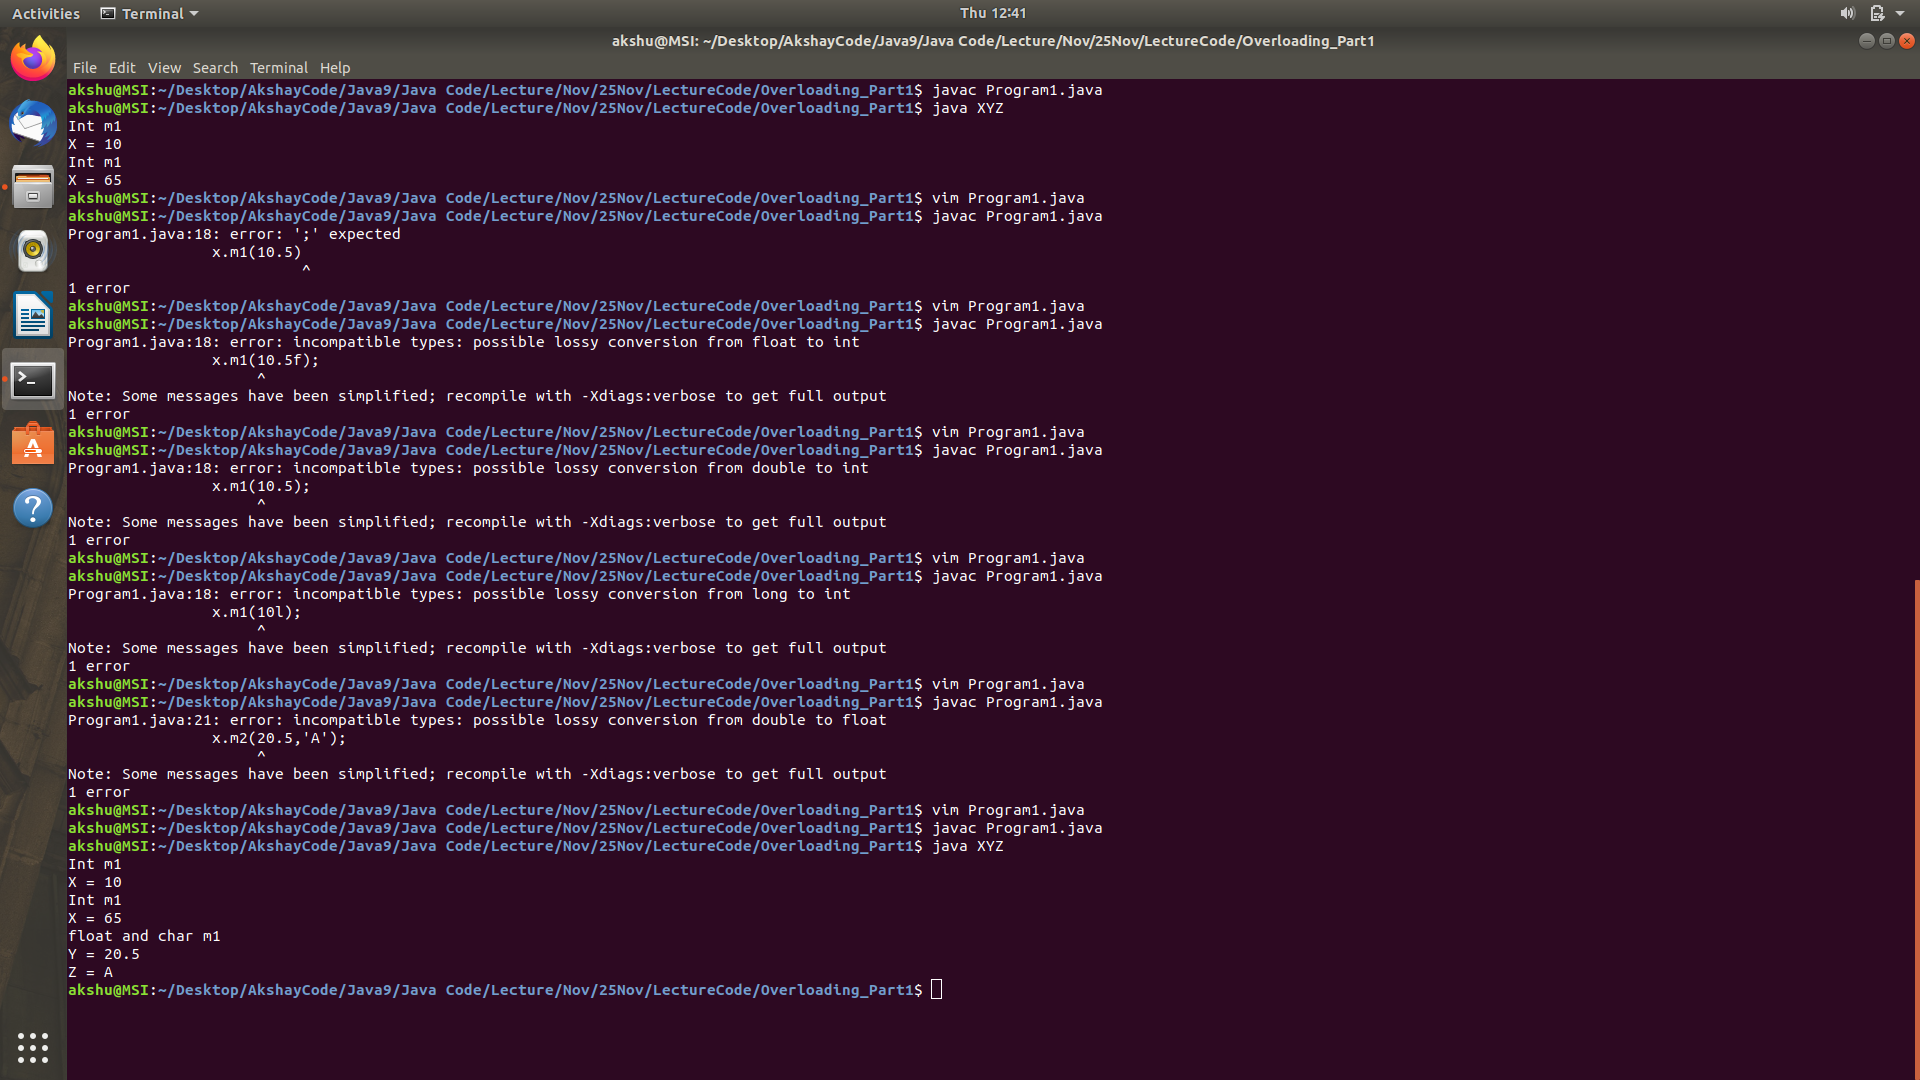 Activities Terminal Thu 12:41
akshu@MSI: ~/Desktop/AkshayCode/Java9/Java Code/Lecture/Nov/25Nov/LectureCode/Overloading_Part1
File Edit View Search Terminal Help
akshu@MSI:~/Desktop/AkshayCode/Java9/Java Code/Lecture/Nov/25Nov/LectureCode/Overloading_Part1$ javac Program1.java
akshu@MSI:~/Desktop/AkshayCode/Java9/Java Code/Lecture/Nov/25Nov/LectureCode/Overloading_Part1$ java XYZ
Int m1
X = 10
Int m1
X = 65
akshu@MSI:~/Desktop/AkshayCode/Java9/Java Code/Lecture/Nov/25Nov/LectureCode/Overloading_Part1$ vim Program1.java
akshu@MSI:~/Desktop/AkshayCode/Java9/Java Code/Lecture/Nov/25Nov/LectureCode/Overloading_Part1$ javac Program1.java
Program1.java:18: error: ';' expected
                x.m1(10.5)
                          ^
1 error
akshu@MSI:~/Desktop/AkshayCode/Java9/Java Code/Lecture/Nov/25Nov/LectureCode/Overloading_Part1$ vim Program1.java
akshu@MSI:~/Desktop/AkshayCode/Java9/Java Code/Lecture/Nov/25Nov/LectureCode/Overloading_Part1$ javac Program1.java
Program1.java:18: error: incompatible types: possible lossy conversion from float to int
                x.m1(10.5f);
                     ^
Note: Some messages have been simplified; recompile with -Xdiags:verbose to get full output
1 error
akshu@MSI:~/Desktop/AkshayCode/Java9/Java Code/Lecture/Nov/25Nov/LectureCode/Overloading_Part1$ vim Program1.java
akshu@MSI:~/Desktop/AkshayCode/Java9/Java Code/Lecture/Nov/25Nov/LectureCode/Overloading_Part1$ javac Program1.java
Program1.java:18: error: incompatible types: possible lossy conversion from double to int
                x.m1(10.5);
                     ^
Note: Some messages have been simplified; recompile with -Xdiags:verbose to get full output
1 error
akshu@MSI:~/Desktop/AkshayCode/Java9/Java Code/Lecture/Nov/25Nov/LectureCode/Overloading_Part1$ vim Program1.java
akshu@MSI:~/Desktop/AkshayCode/Java9/Java Code/Lecture/Nov/25Nov/LectureCode/Overloading_Part1$ javac Program1.java
Program1.java:18: error: incompatible types: possible lossy conversion from long to int
                x.m1(10l);
                     ^
Note: Some messages have been simplified; recompile with -Xdiags:verbose to get full output
1 error
akshu@MSI:~/Desktop/AkshayCode/Java9/Java Code/Lecture/Nov/25Nov/LectureCode/Overloading_Part1$ vim Program1.java
akshu@MSI:~/Desktop/AkshayCode/Java9/Java Code/Lecture/Nov/25Nov/LectureCode/Overloading_Part1$ javac Program1.java
Program1.java:21: error: incompatible types: possible lossy conversion from double to float
                x.m2(20.5,'A');
                     ^
Note: Some messages have been simplified; recompile with -Xdiags:verbose to get full output
1 error
akshu@MSI:~/Desktop/AkshayCode/Java9/Java Code/Lecture/Nov/25Nov/LectureCode/Overloading_Part1$ vim Program1.java
akshu@MSI:~/Desktop/AkshayCode/Java9/Java Code/Lecture/Nov/25Nov/LectureCode/Overloading_Part1$ javac Program1.java
akshu@MSI:~/Desktop/AkshayCode/Java9/Java Code/Lecture/Nov/25Nov/LectureCode/Overloading_Part1$ java XYZ
Int m1
X = 10
Int m1
X = 65
float and char m1
Y = 20.5
Z = A
akshu@MSI:~/Desktop/AkshayCode/Java9/Java Code/Lecture/Nov/25Nov/LectureCode/Overloading_Part1$